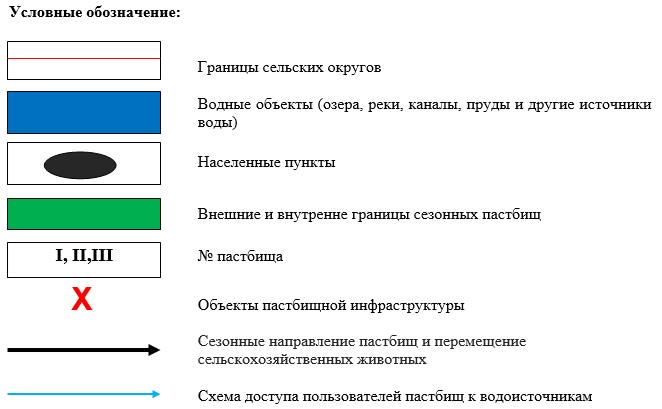 Условные обозначение:
Границы сельских округов
Водные объекты (озера, реки, каналы, пруды и другие источники
воды)
Населенные пункты
Внешние и внутренне границы сезонных пастбищ
I, II,III
№ пастбища
X
Объекты пастбищной инфраструктуры
Сезонные направление пастбищ и перемещение
сельскохозяйственных животных
Схема доступа пользователей пастбищ к водоисточникам